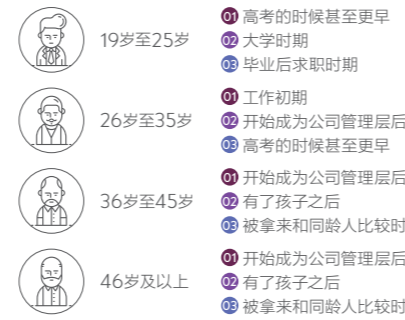 01 高考的时候甚至更早
19岁至25岁 02 大学时期
03 毕业后求职时期
01 工作初期
26岁至35岁 02 开始成为公司管理层后
03 高考的时候甚至更早
01 开始成为公司管理层后
36岁至45岁 02 有了孩子之后
03 被拿来和同龄人比较时
01 开始成为公司管理层后
46岁及以上 02 有了孩子之后
03 被拿来和同龄人比较时